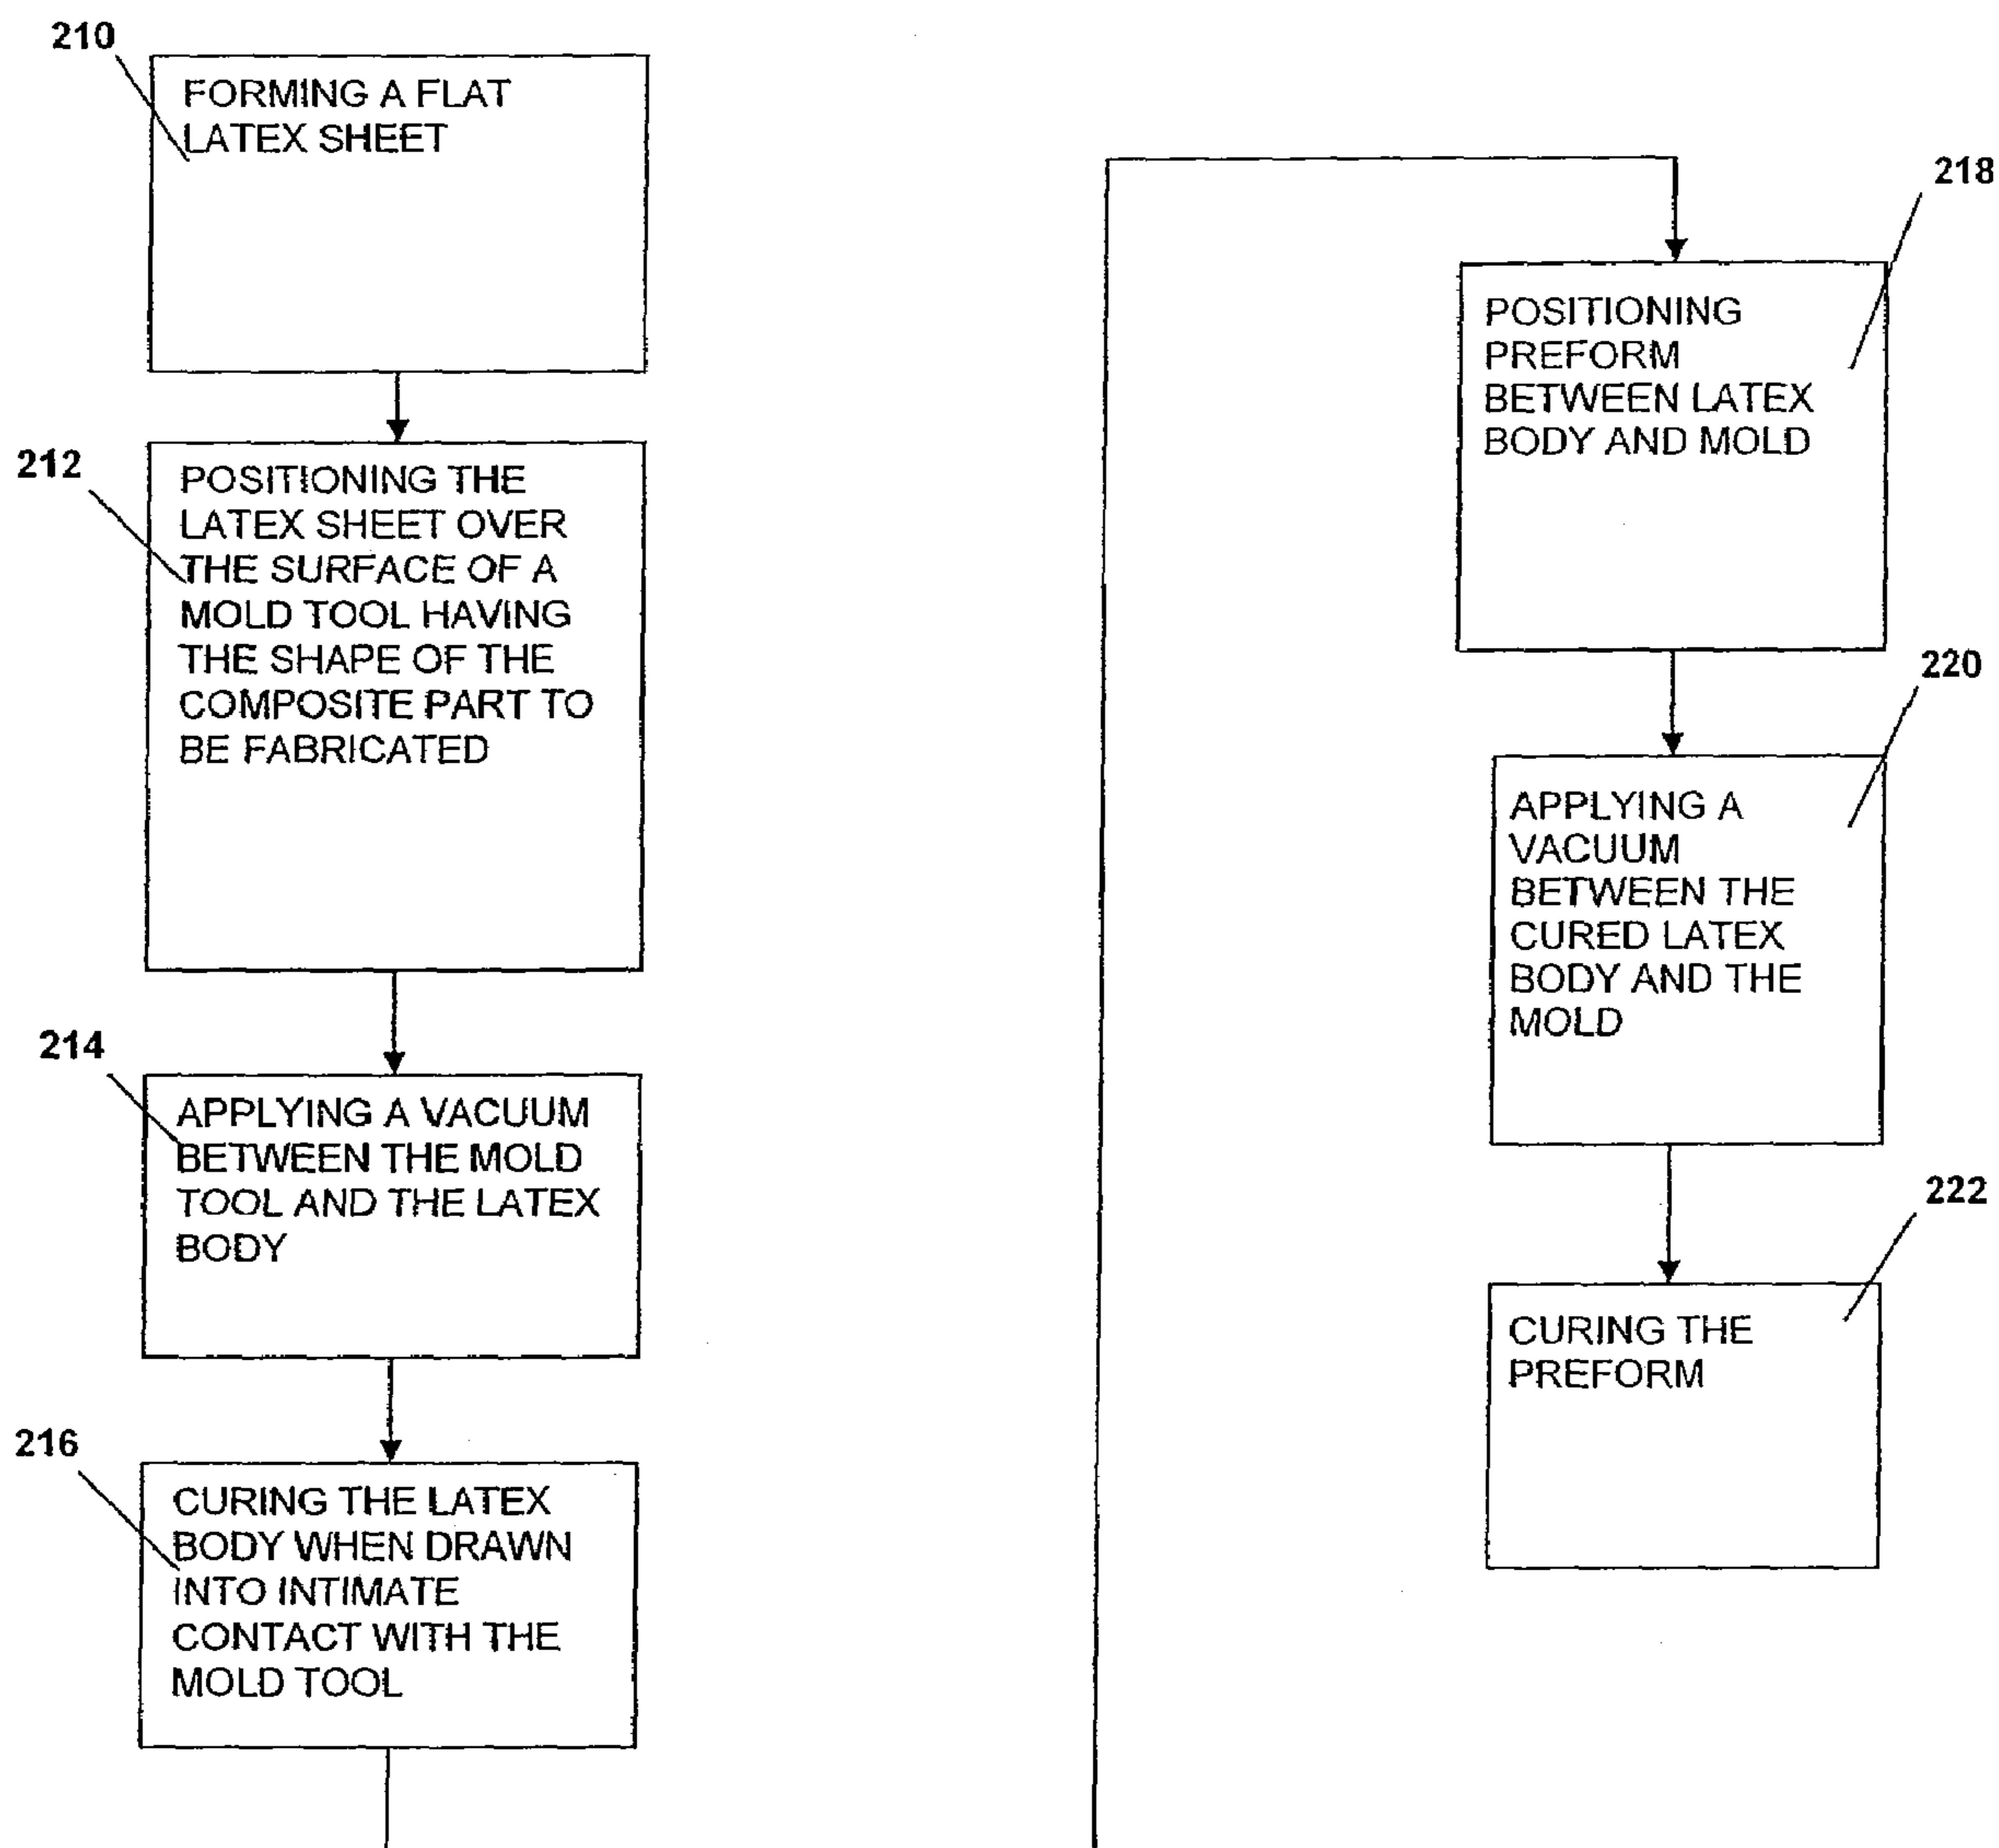 210
FORMING A FLAT
LATEX SHEET
212
POSITIONING THE
LATEX SHEET OVER
THE SURFACE OF A
MOLD TOOL HAVING
THE SHAPE OF THE
COMPOSITE PART TO
BE FABRICATED
214
APPLYING A VACUUM
BETWEEN THE MOLD
TOOL AND THE LATEX
BODY
216
CURING THE LATEX
BODY WHEN DRAWN
INTO INTIMATE
CONTACT WITH THE
MOLD TOOL
218
POSITIONING
PREFORM
BETWEEN LATEX
BODY AND MOLD
220
APPLYING A
VACUUM
BETWEEN THE
CURED LATEX
BODY AND THE
MOLD
222
CURING THE
PREFORM